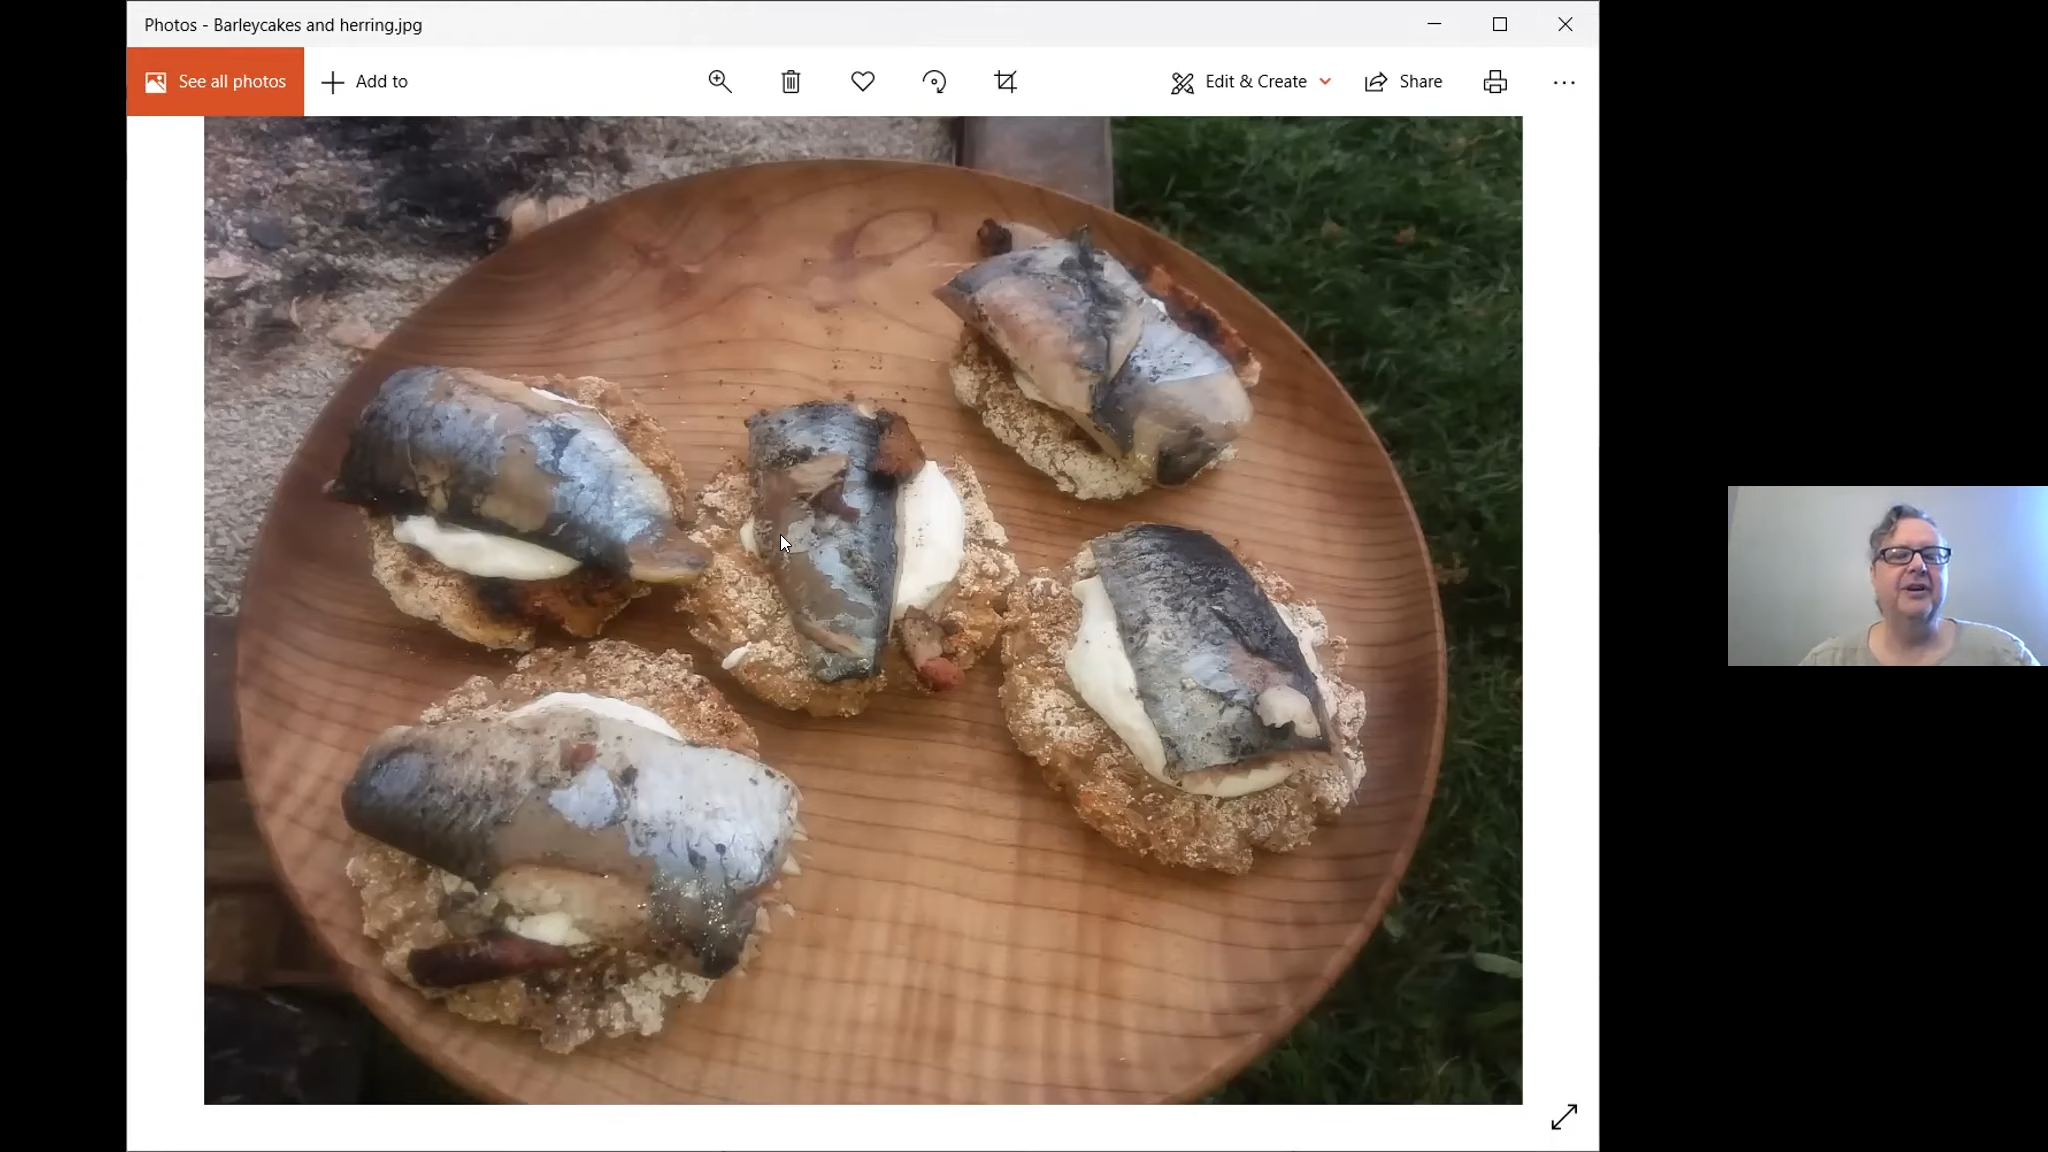 Photos - Barleycakes and herring.jpg
See all photos
Add to
Edit & Create
Share